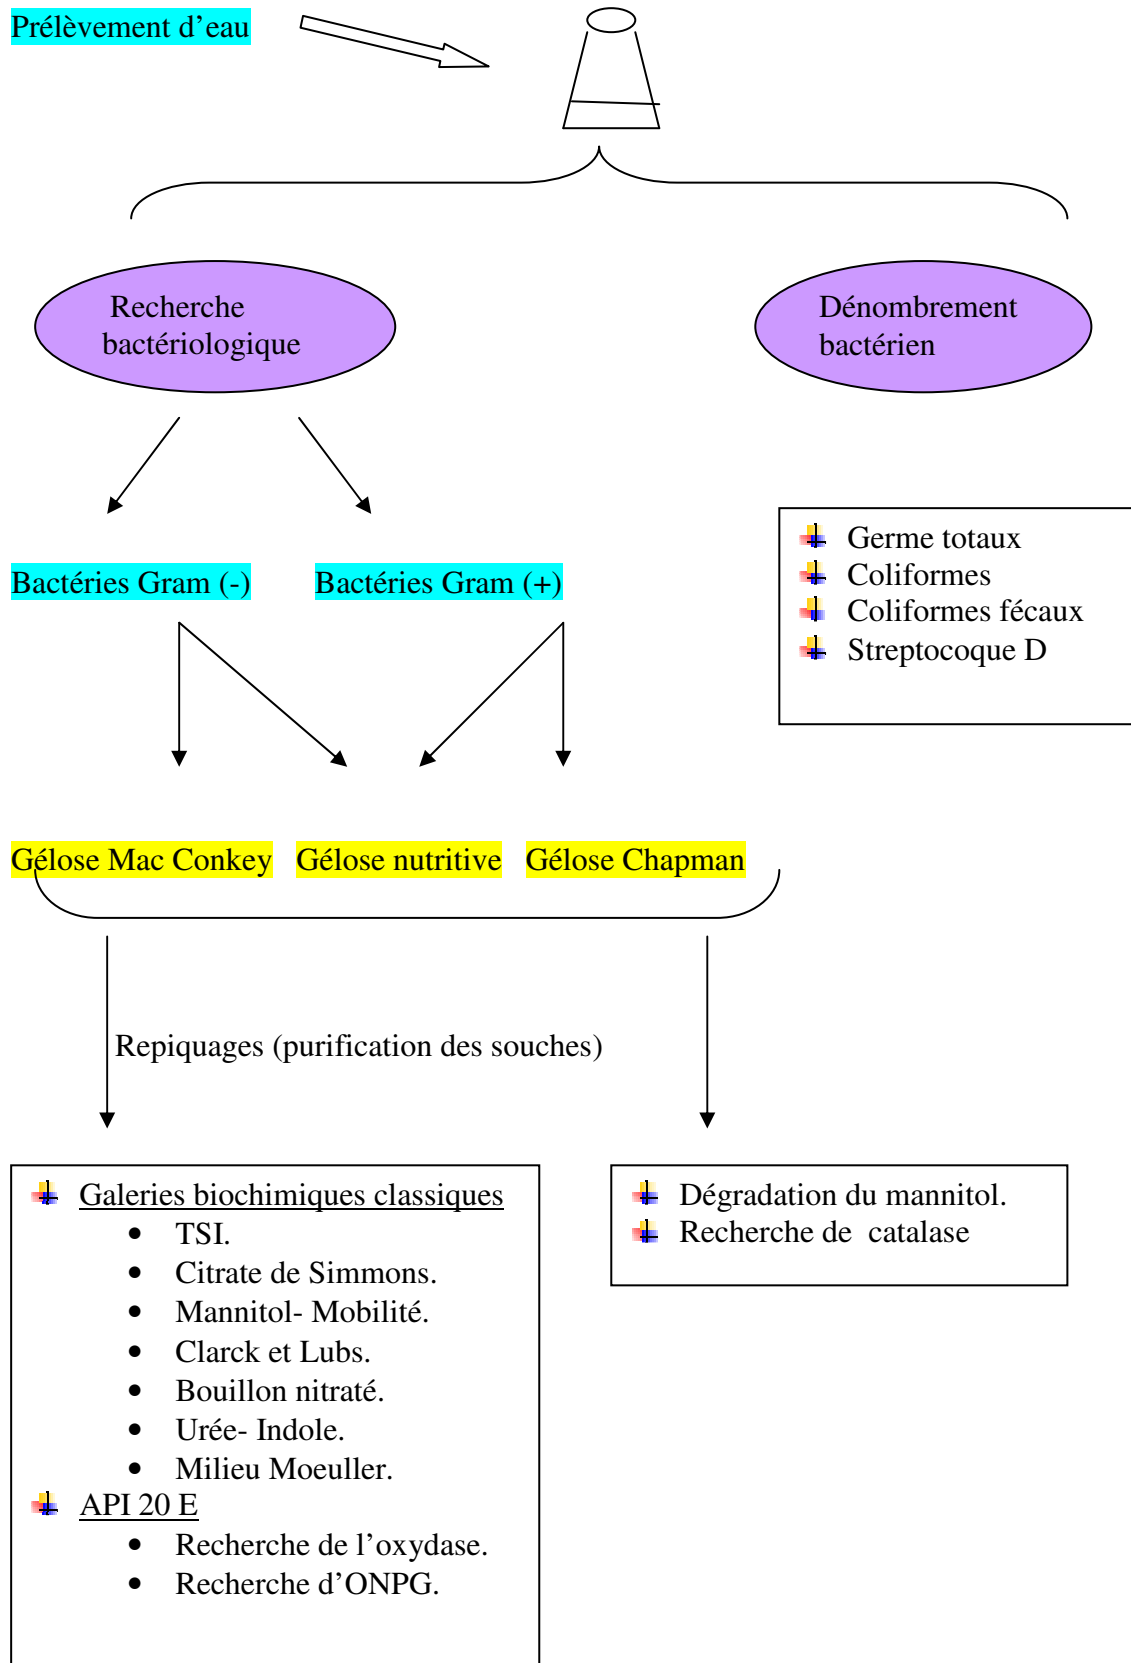 Prélèvement d’eau
Recherche
bactériologique
Dénombrement
bactérien
Bactéries Gram (-)
Bactéries Gram (+)
Germe totaux
Coliformes
Coliformes fécaux
Streptocoque D
Gélose Mac Conkey
Gélose nutritive
Gélose Chapman
Repiquages (purification des souches)
Galeries biochimiques classiques
TSI.
Citrate de Simmons.
Mannitol- Mobilité.
Clarck et Lubs.
Bouillon nitraté.
Urée- Indole.
Milieu Moeuller.
API 20 E
Recherche de l’oxydase.
Recherche d’ONPG.
Dégradation du mannitol.
Recherche de  catalase